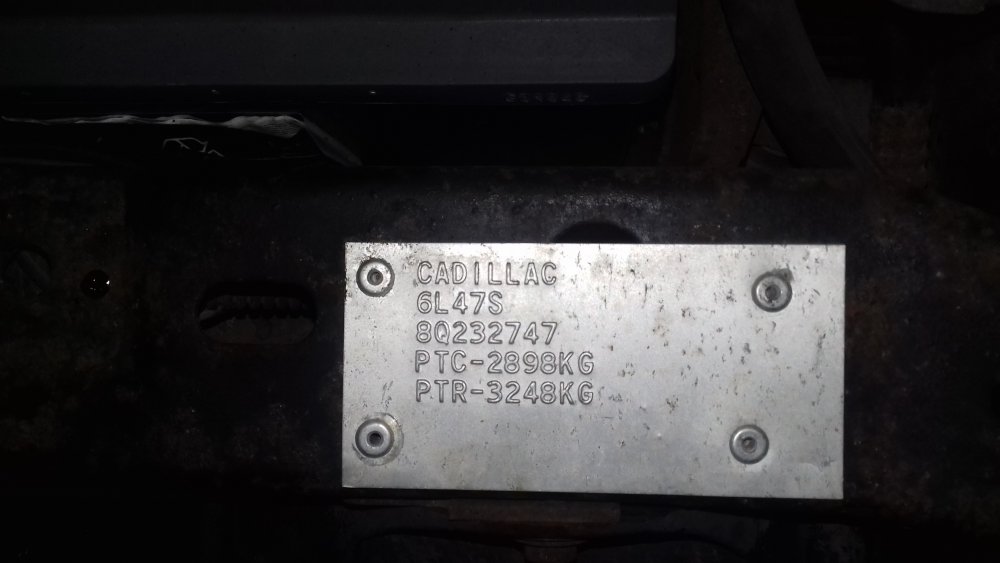 CADILLAC
6L47S
8Q232747
PTC-2898KG
PTR-3248KG